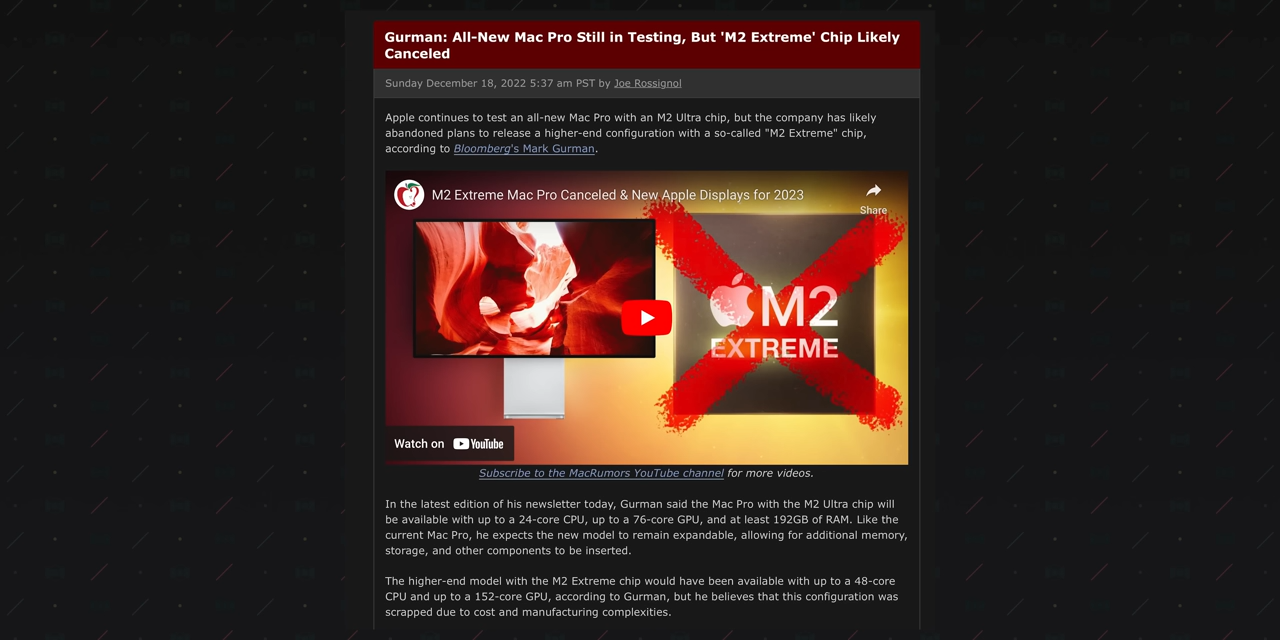 Gurman: All-New Mac Pro Still in Testing, But 'M2 Extreme' Chip Likely
Canceled
Sunday December 18, 2022 5:37 am PST by Joe Rossignol
Apple continues to test an all-new Mac Pro with an M2 Ultra chip, but the company has likely
abandoned plans to release a higher-end configuration with a so-called "M2 Extreme" chip,
according to Bloomberg's Mark Gurman.
M2 Extreme Mac Pro Canceled & New Apple Displays for 2023
Share
M2
EXTREME
Watch on YouTube
Subscribe to the MacRumors YouTube channel for more videos.
In the latest edition of his newsletter today, Gurman said the Mac Pro with the M2 Ultra chip will
be available with up to a 24-core CPU, up to a 76-core GPU, and at least 192GB of RAM. Like the
current Mac Pro, he expects the new model to remain expandable, allowing for additional memory,
storage, and other components to be inserted.
The higher-end model with the M2 Extreme chip would have been available with up to a 48-core
CPU and up to a 152-core GPU, according to Gurman, but he believes that this configuration was
scrapped due to cost and manufacturing complexities.